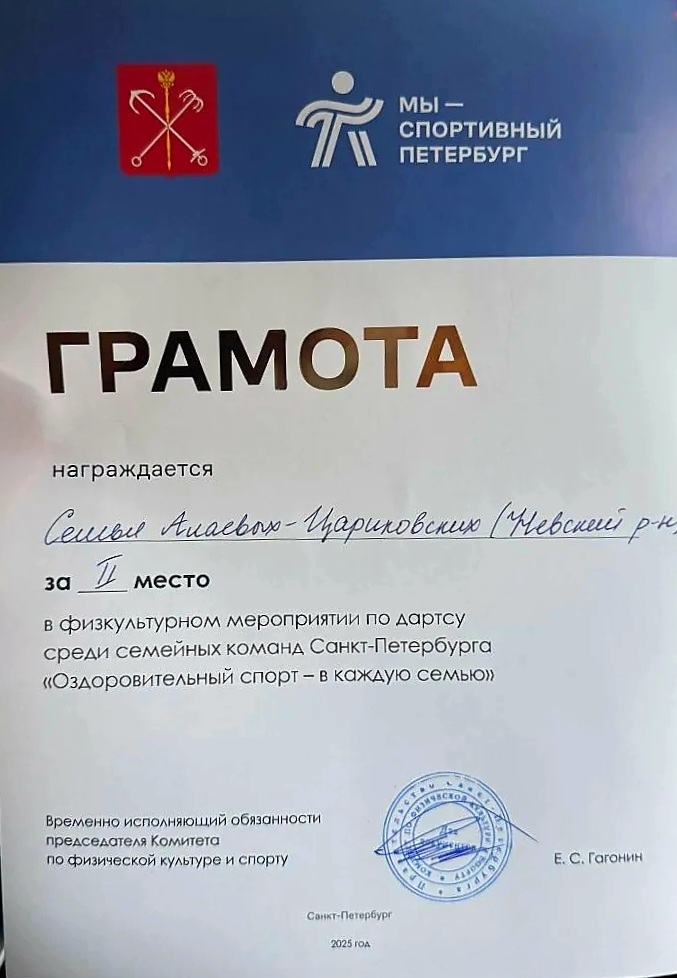 МЫ —
СПОРТИВНЫЙ
ПЕТЕРБУРГ
ГРАМОТА
награждается
Семья Алаевых-Цариковских (Невский р-н)
за II место
в физкультурном мероприятии по дартсу
среди семейных команд Санкт-Петербурга
«Оздоровительный спорт – в каждую семью»
Временно исполняющий обязанности
председателя Комитета
по физической культуре и спорту
Е. С. Гагонин
Санкт-Петербург
2025 год